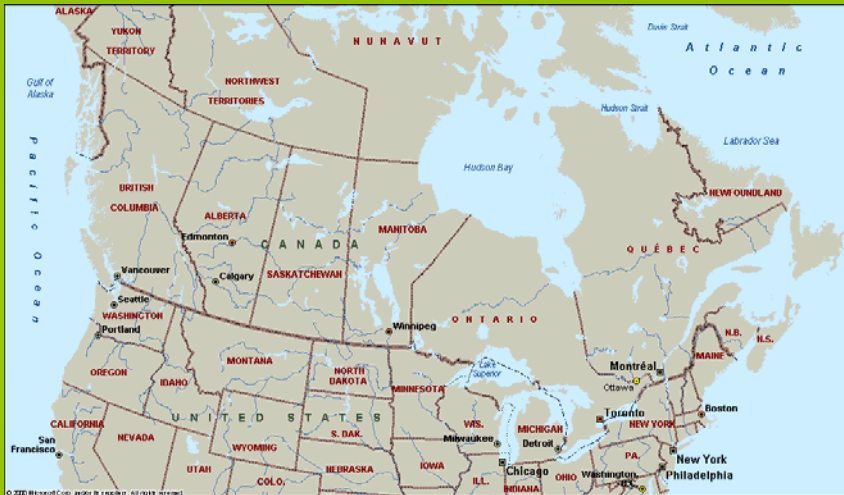 ALASKA
YUKON
TERRITORY
NUNAVUT
Davis Strait
Atlantic
Ocean
Gulf of
Alaska
NORTHWEST
TERRITORIES
Hudson Strait
Labrador Sea
Hudson Bay
Pacific Ocean
BRITISH
COLUMBIA
NEWFOUNDLAND
ALBERTA
MANITOBA
Edmonton
CANADA
QUÉBEC
Vancouver
Calgary
SASKATCHEWAN
Seattle
WASHINGTON
Portland
Winnipeg
ONTARIO
N.B.
N.S.
MAINE
MONTANA
NORTH
DAKOTA
Lake
Superior
Montréal
Ottawa
OREGON
IDAHO
MINNESOTA
UNITED STATES
Toronto
Boston
CALIFORNIA
NEVADA
WYOMING
S. DAK.
WIS.
MICHIGAN
NEW YORK
San
Francisco
Milwaukee
Detroit
UTAH
NEBRASKA
IOWA
Chicago
PA.
New York
Philadelphia
COLO.
ILL.
INDIANA
OHIO
Washington,
D.C.